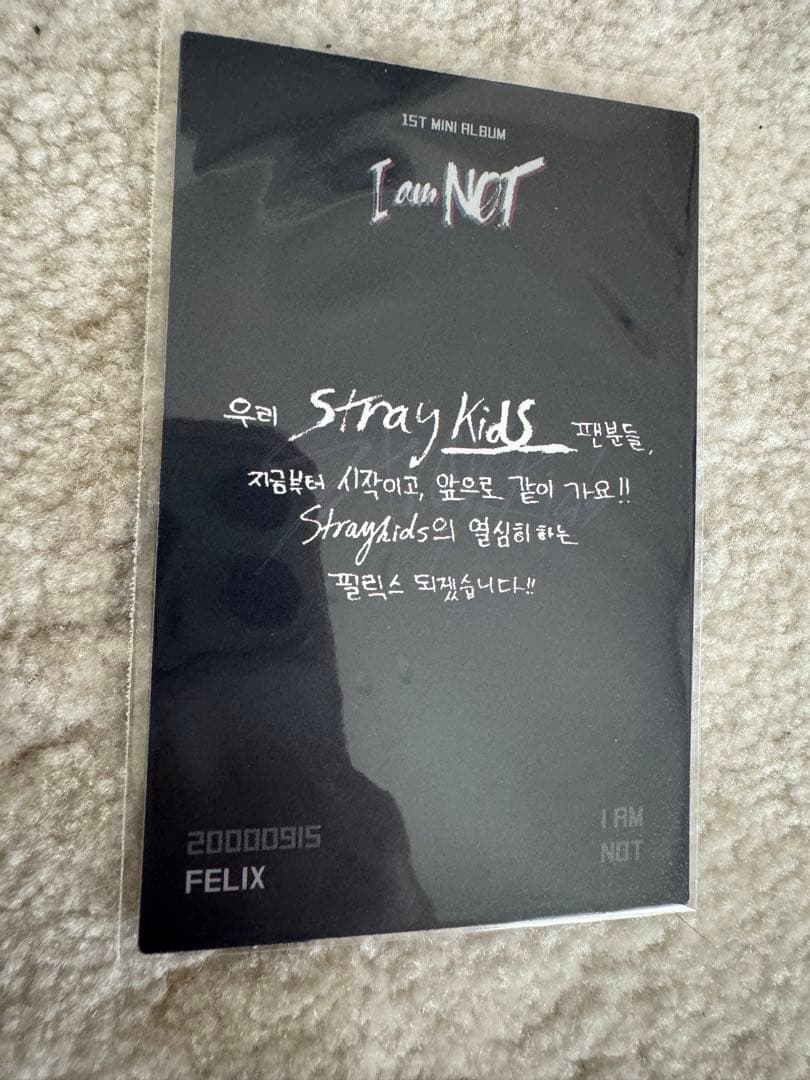 1ST MINI ALBUM
I am NOT
우리 Stray Kids 팬분들,
지금부터 시작이고, 앞으로 같이 가요!!
Straykids의 열심히 하는
필릭스 되겠습니다!!
20000915
FELIX
I AM
NOT